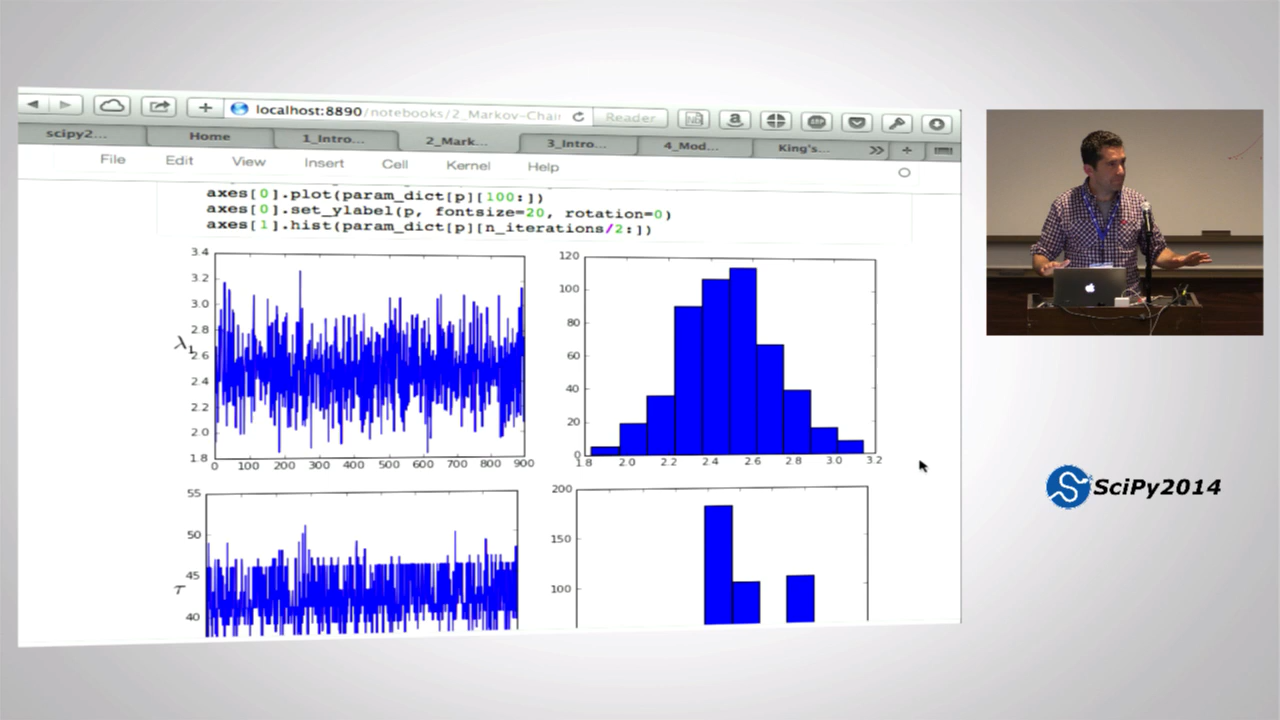 localhost:8890/notebooks/2_Markov-Chai
Reader
scipy2...
Home
1_Intro...
2_Mark...
3_Intro...
4_Mod...
King's...
File
Edit
View
Insert
Cell
Kernel
Help
axes[0].plot(param_dict[p][100:])
axes[0].set_ylabel(p, fontsize=20, rotation=0)
axes[1].hist(param_dict[p][n_iterations/2:])
3.4
3.2
3.0
2.8
2.6
2.4
2.2
2.0
1.8
λ1
0 100 200 300 400 500 600 700 800 900
120
100
80
60
40
20
0
1.8 2.0 2.2 2.4 2.6 2.8 3.0 3.2
55
50
45
40
τ
200
150
100
SciPy2014